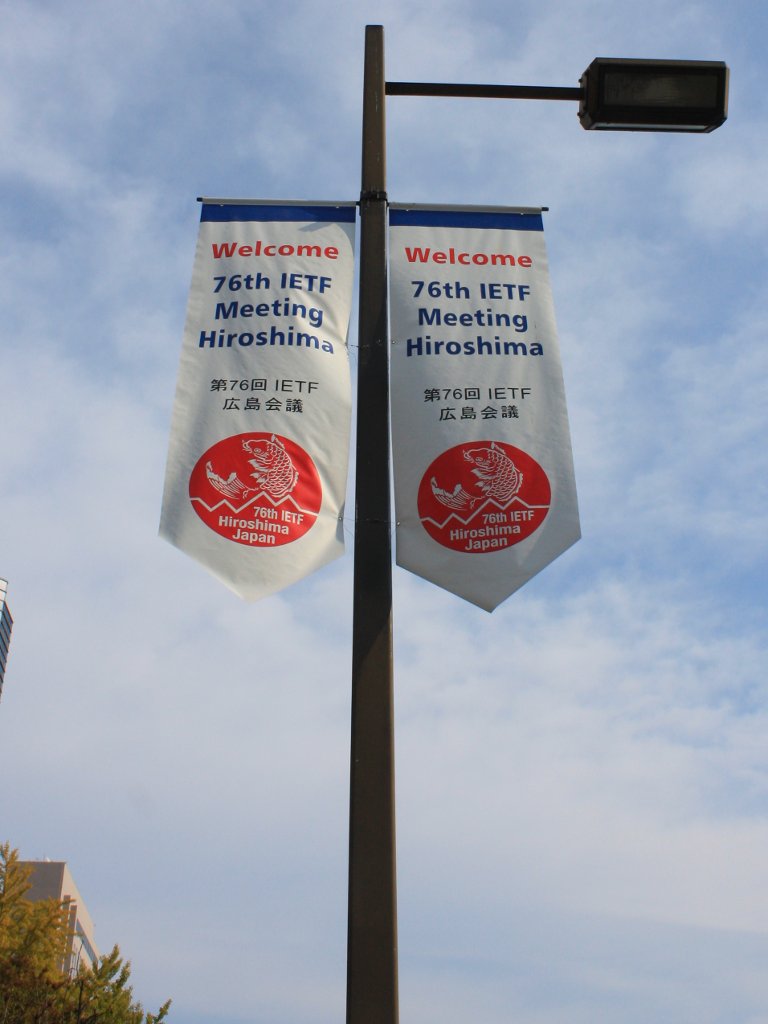 Welcome
76th IETF
Meeting
Hiroshima
第76回 IETF
広島会議
76th IETF
Hiroshima
Japan
Welcome
76th IETF
Meeting
Hiroshima
第76回 IETF
広島会議
76th IETF
Hiroshima
Japan